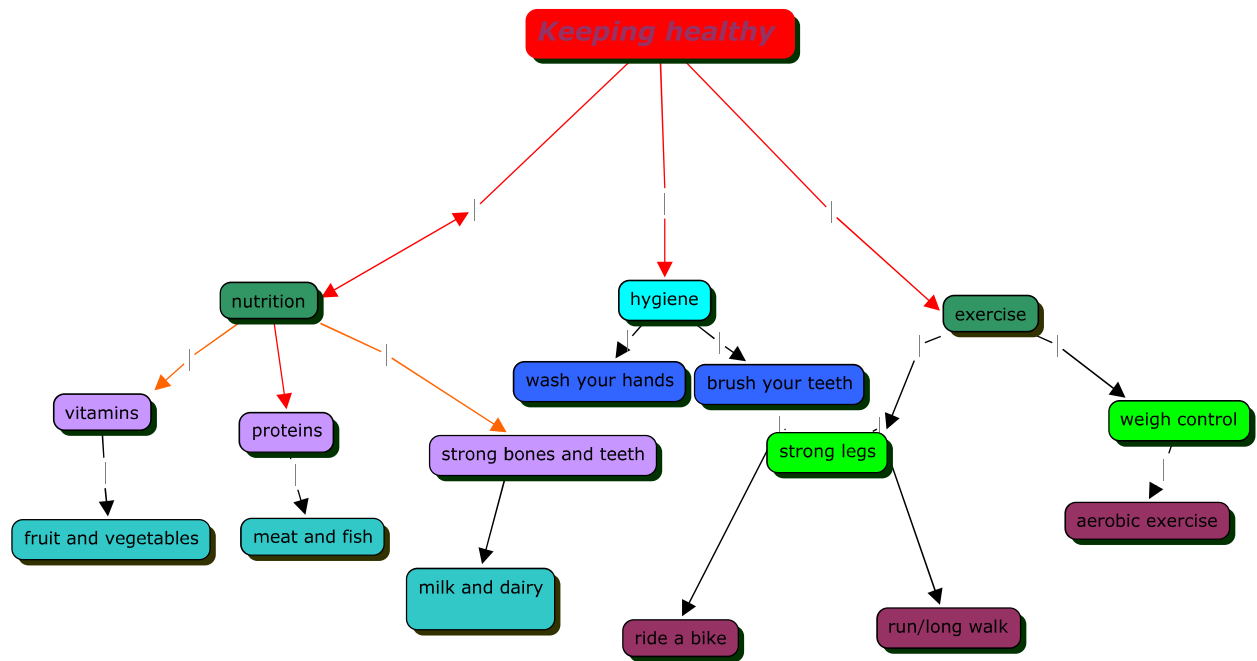 Keeping healthy
nutrition
hygiene
exercise
wash your hands
brush your teeth
vitamins
proteins
strong bones and teeth
strong legs
weigh control
fruit and vegetables
meat and fish
aerobic exercise
milk and dairy
ride a bike
run/long walk